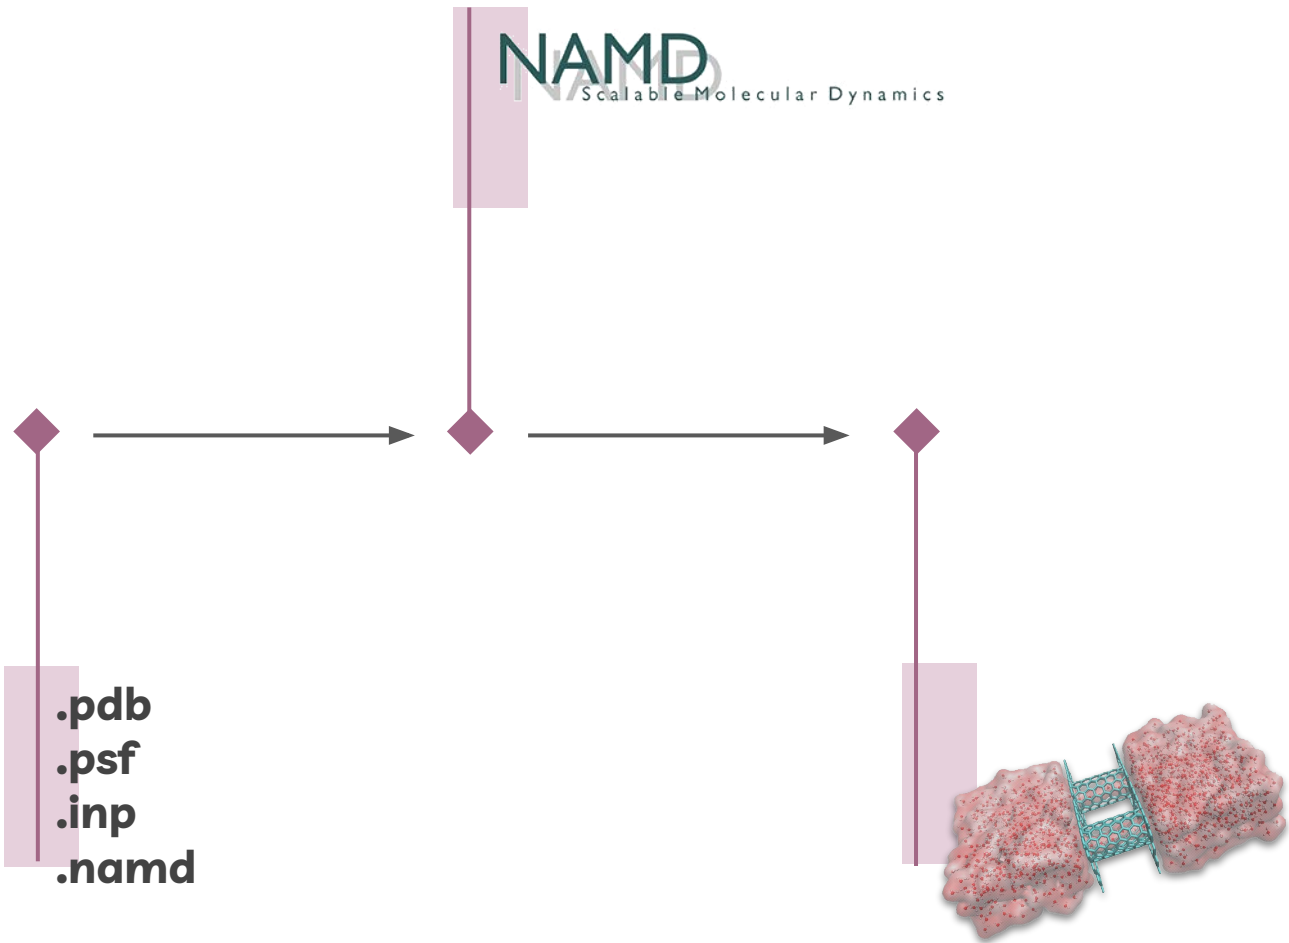 NAMD
Scalable Molecular Dynamics
.pdb
.psf
.inp
.namd